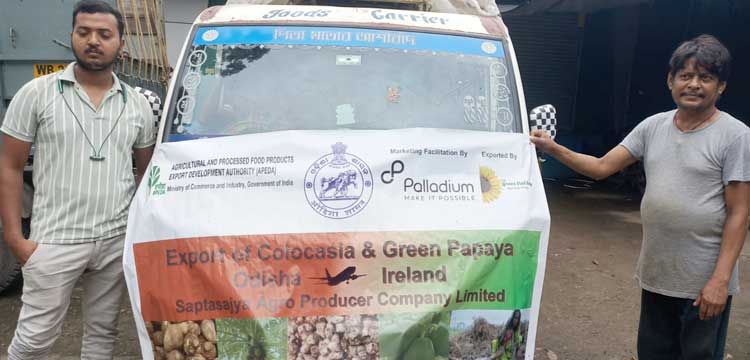 Goods Carrier
পিতা মাতার আশীর্বাদ
WB
AGRICULTURAL AND PROCESSED FOOD PRODUCTS
EXPORT DEVELOPMENT AUTHORITY (APEDA)
Ministry of Commerce and Industry, Government of India
APEDA
Marketing Facilitation By
Palladium
MAKE IT POSSIBLE
Exported By
Export of Colocasia & Green Papaya
Odisha Ireland
Saptasajya Agro Producer Company Limited